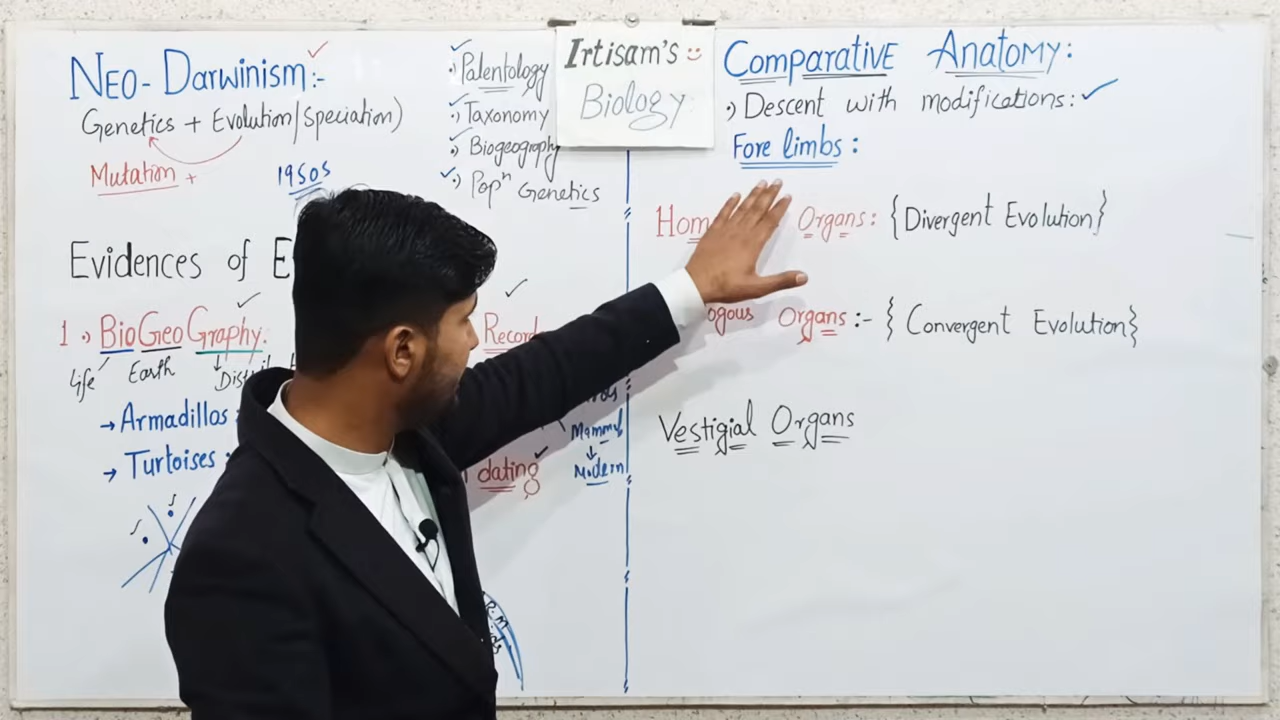 NEO-DARWINISM:-
Genetics + Evolution/Speciation)
Mutation +
1950s
• Palentology
• Taxonomy
• Biogeography
• Popⁿ Genetics
Evidences of E
1 • BioGeoGraphy:
Life Earth
→ Armadillos :
→ Turtoises :
Record
Mammal
↓
Modern
dating
Irtisam's
Biology
Comparative Anatomy:
•) Descent with modifications:
Fore limbs:
Hom Organs: {Divergent Evolution}
ogous Organs:- { Convergent Evolution}
Vestigial Organs